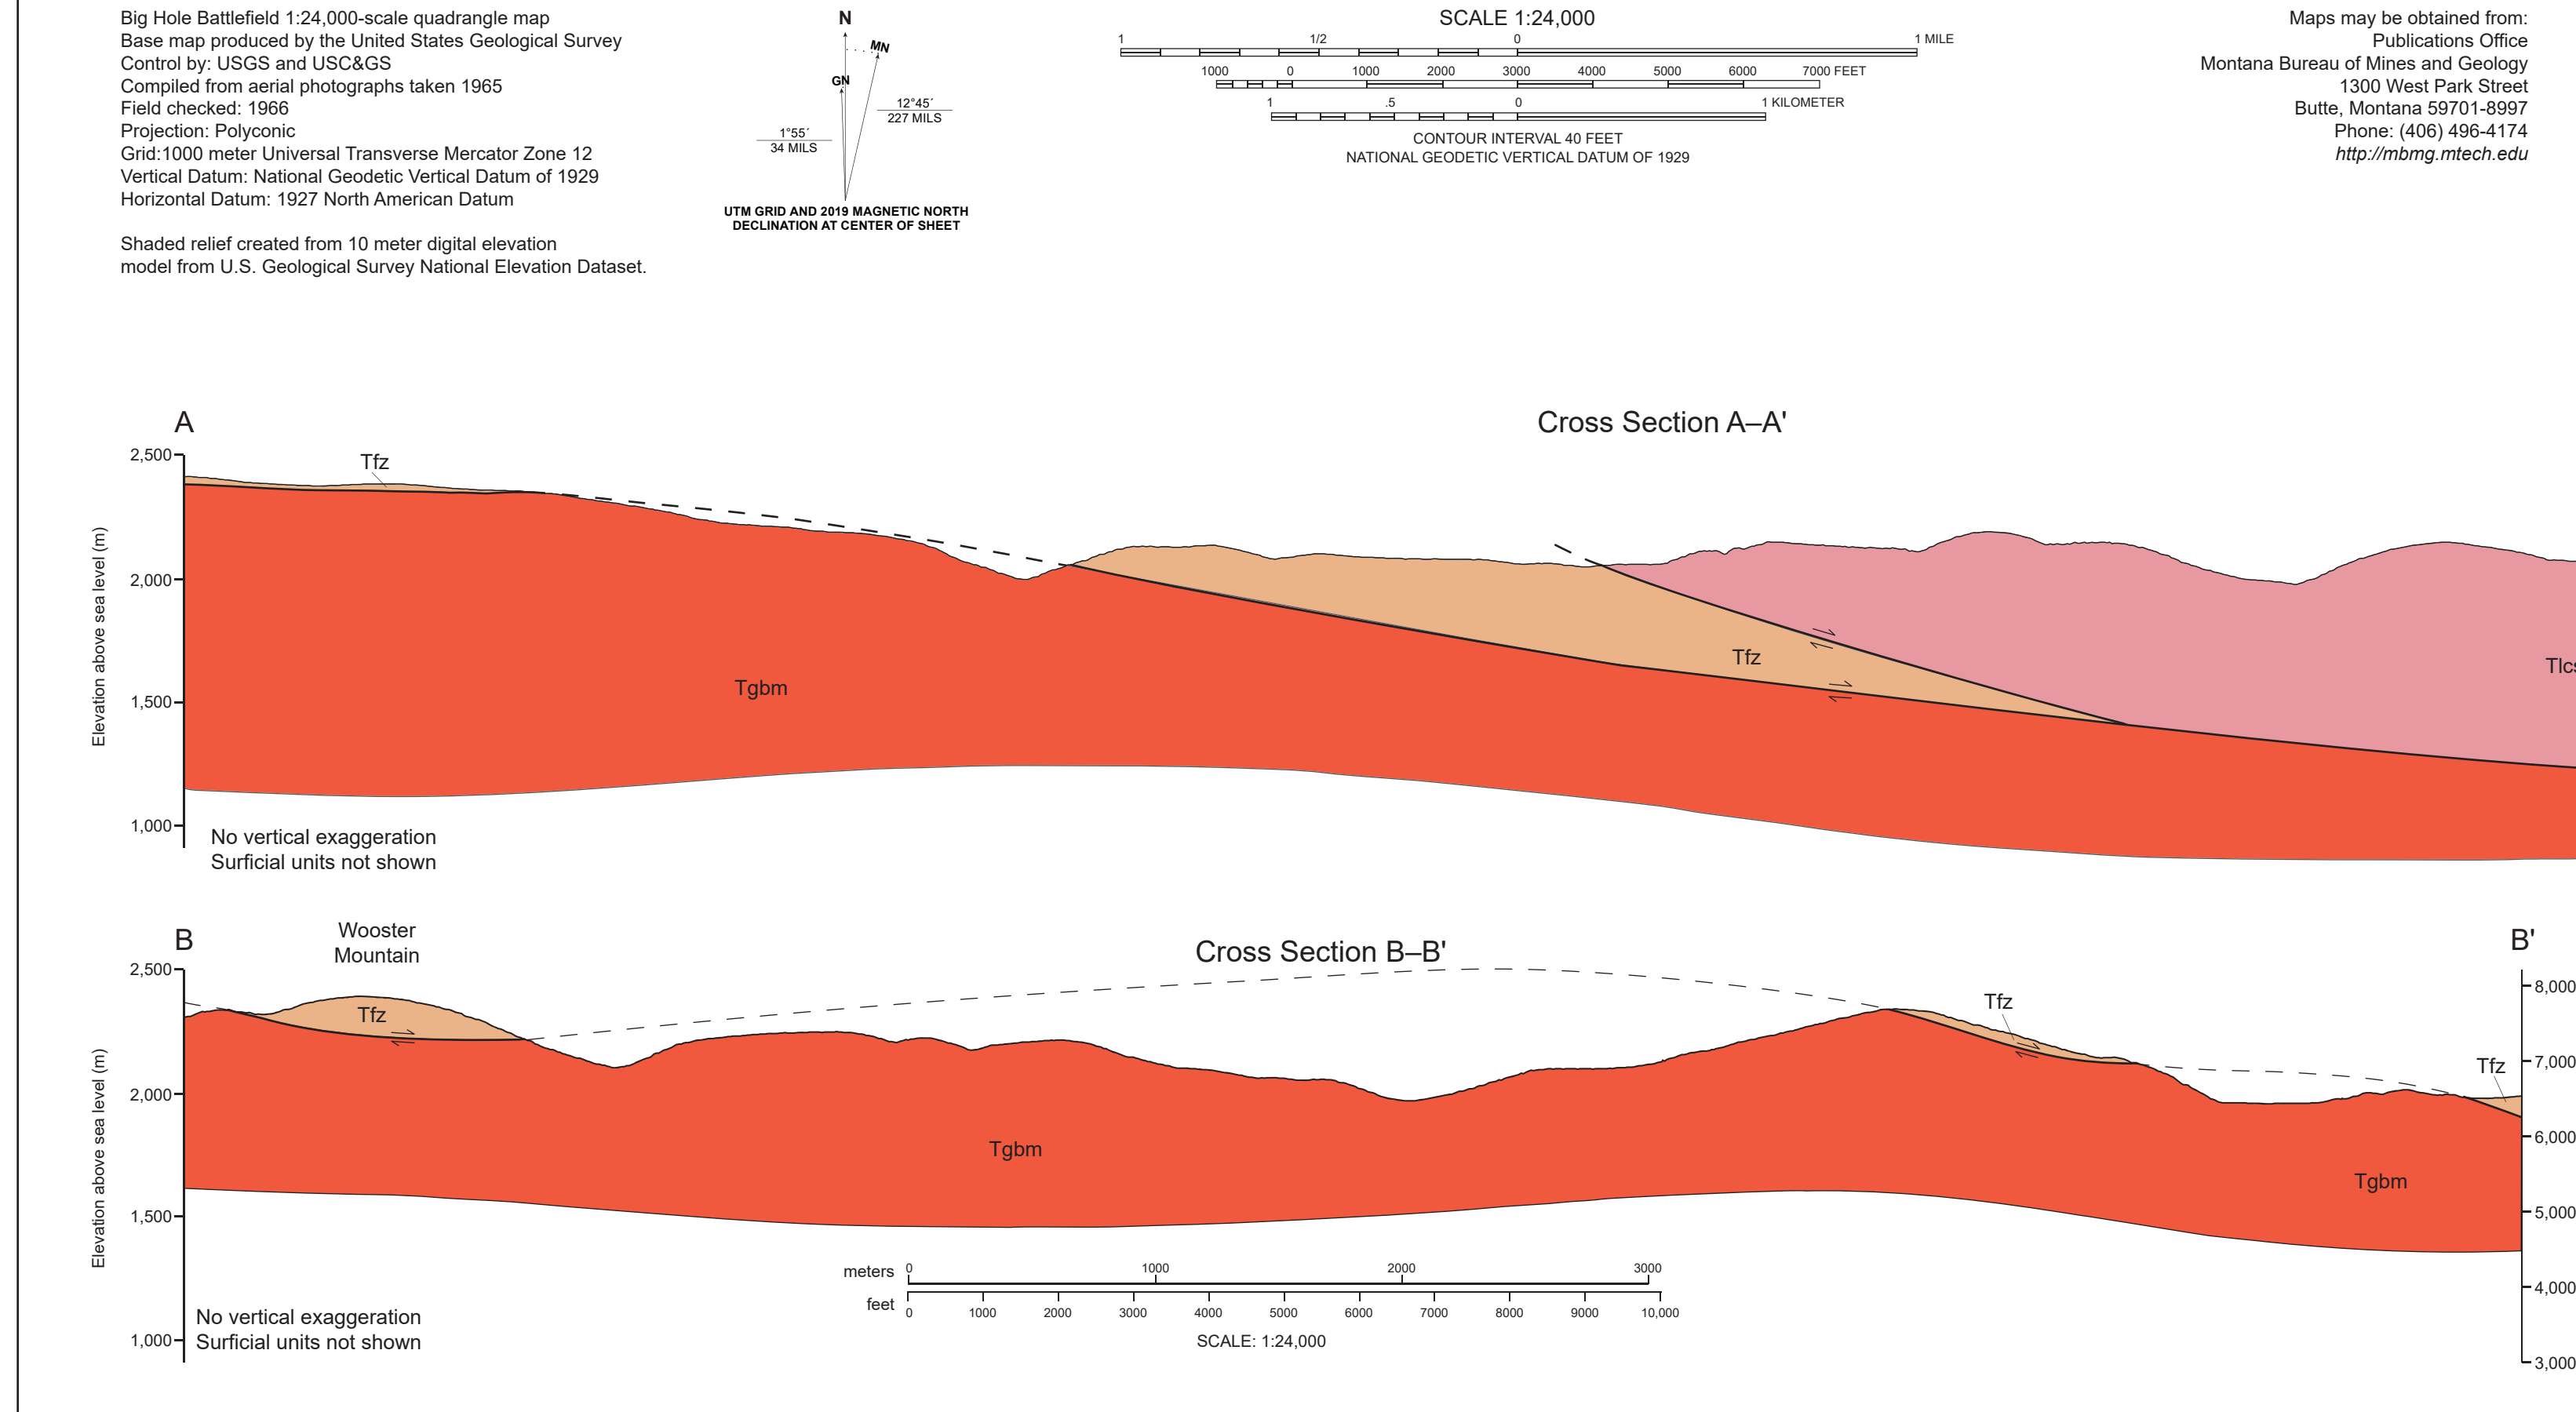 Big Hole Battlefield 1:24,000-scale quadrangle map
Base map produced by the United States Geological Survey
Control by: USGS and USC&GS
Compiled from aerial photographs taken 1965
Field checked: 1966
Projection: Polyconic
Grid:1000 meter Universal Transverse Mercator Zone 12
Vertical Datum: National Geodetic Vertical Datum of 1929
Horizontal Datum: 1927 North American Datum
Shaded relief created from 10 meter digital elevation
model from U.S. Geological Survey National Elevation Dataset.
N
MN
GN
12°45´
227 MILS
1°55´
34 MILS
UTM GRID AND 2019 MAGNETIC NORTH
DECLINATION AT CENTER OF SHEET
SCALE 1:24,000
1 1/2 0 1 MILE
1000 0 1000 2000 3000 4000 5000 6000 7000 FEET
1 .5 0 1 KILOMETER
CONTOUR INTERVAL 40 FEET
NATIONAL GEODETIC VERTICAL DATUM OF 1929
Maps may be obtained from:
Publications Office
Montana Bureau of Mines and Geology
1300 West Park Street
Butte, Montana 59701-8997
Phone: (406) 496-4174
http://mbmg.mtech.edu
A
Cross Section A–A'
2,500
2,000
1,500
1,000
Elevation above sea level (m)
Tfz
Tgbm
Tfz
Tlcs
No vertical exaggeration
Surficial units not shown
B
Wooster
Mountain
Cross Section B–B'
B'
2,500
2,000
1,500
1,000
Elevation above sea level (m)
Tfz
Tfz
Tfz
Tgbm
Tgbm
8,000
7,000
6,000
5,000
4,000
3,000
meters 0 1000 2000 3000
feet 0 1000 2000 3000 4000 5000 6000 7000 8000 9000 10,000
SCALE: 1:24,000
No vertical exaggeration
Surficial units not shown